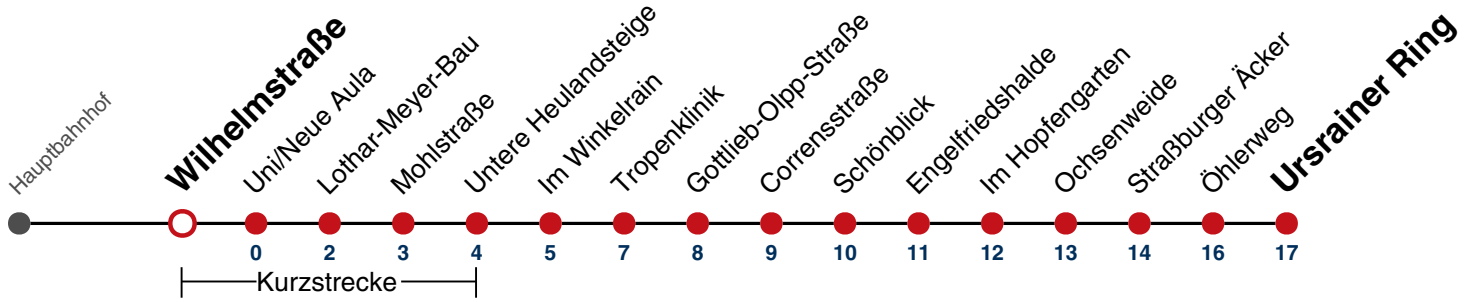 Hauptbahnhof
Wilhelmstraße
Uni/Neue Aula
Lothar-Meyer-Bau
Mohlstraße
Untere Heulandsteige
Im Winkelrain
Tropenklinik
Gottlieb-Olpp-Straße
Corrensstraße
Schönblick
Engelfriedshalde
Im Hopfengarten
Ochsenweide
Straßburger Äcker
Öhlerweg
Ursrainer Ring
0 2 3 4 5 7 8 9 10 11 12 13 14 16 17
Kurzstrecke